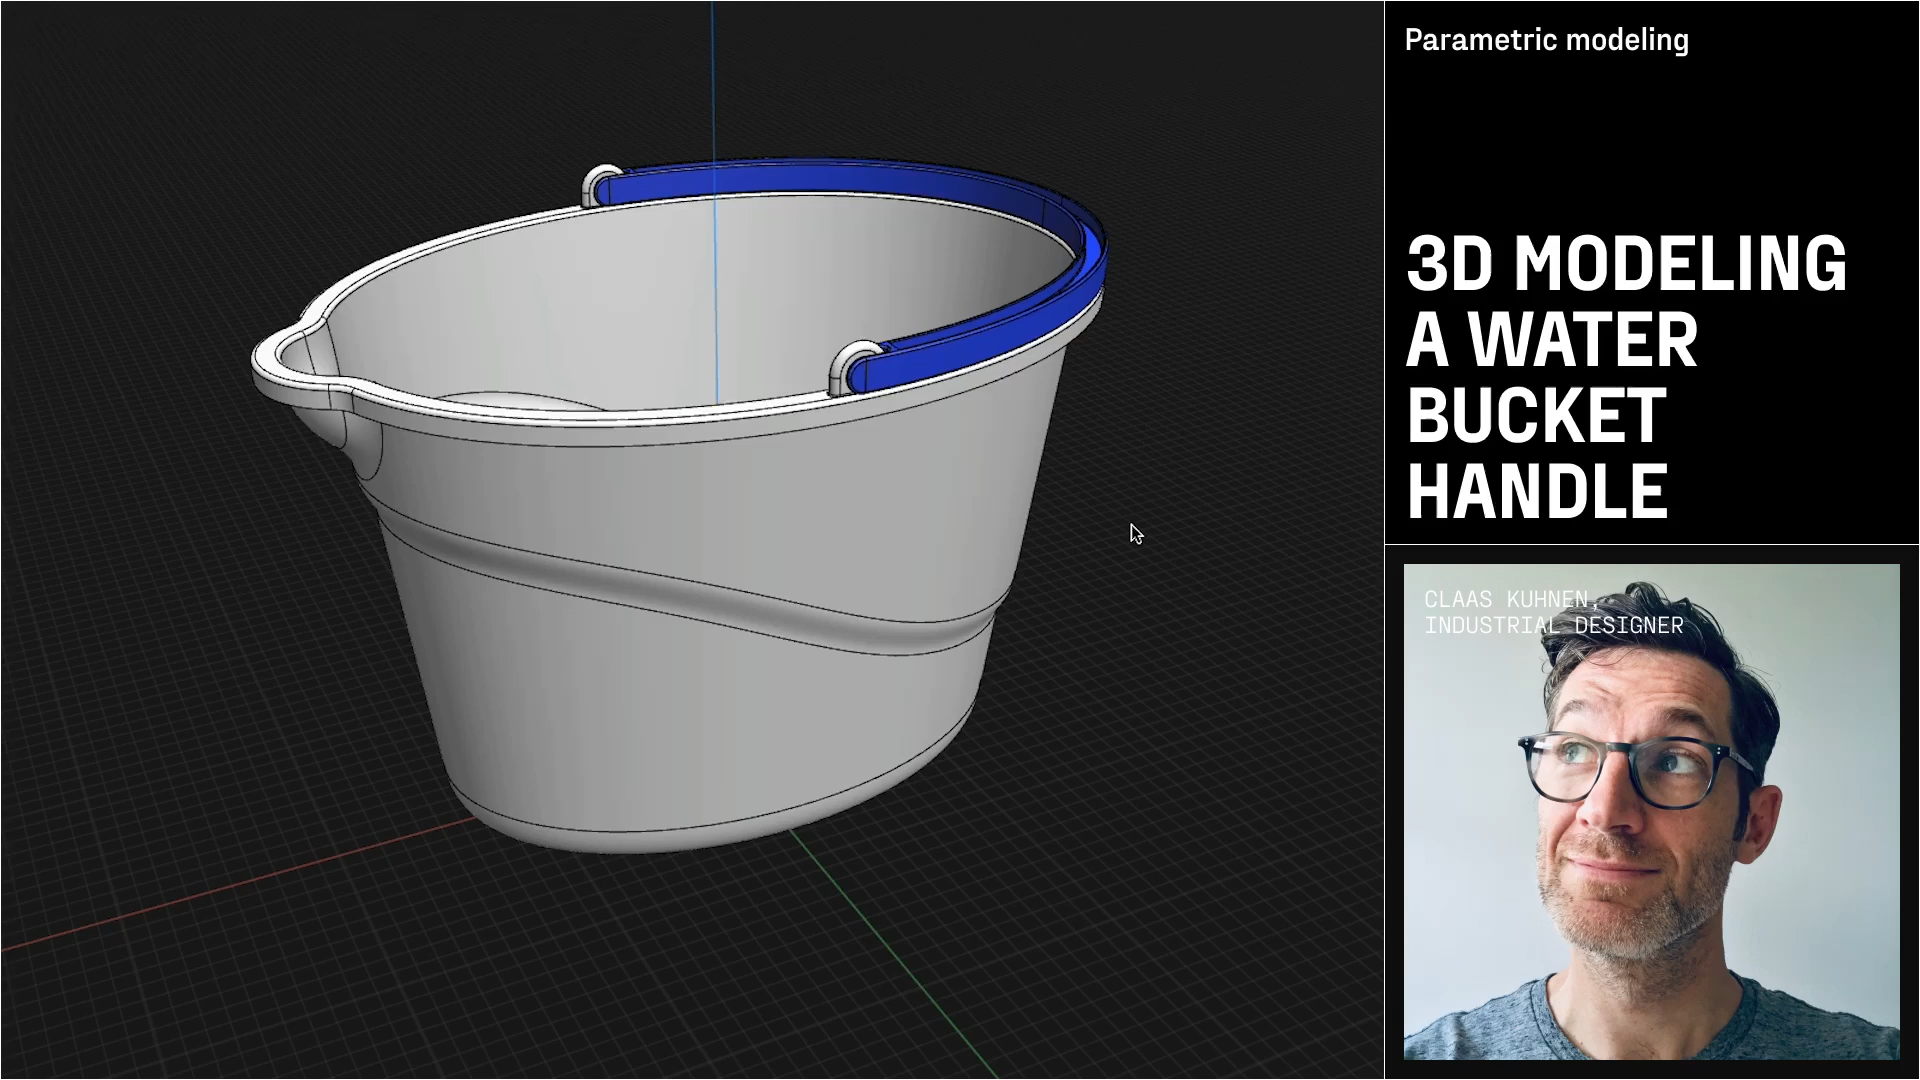 Parametric modeling
3D MODELING
A WATER
BUCKET
HANDLE
CLAAS KUHNEN,
INDUSTRIAL DESIGNER